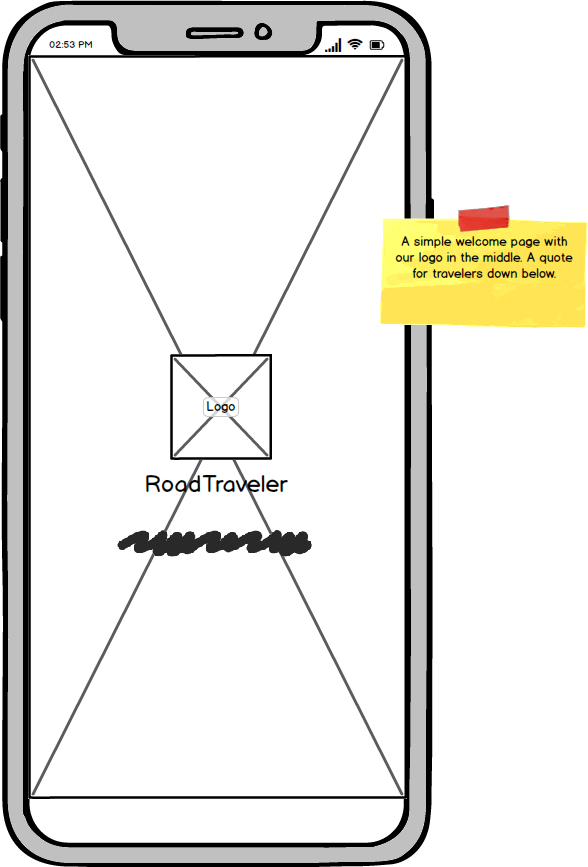 02:53 PM
A simple welcome page with
our logo in the middle. A quote
for travelers down below.
Logo
RoadTraveler